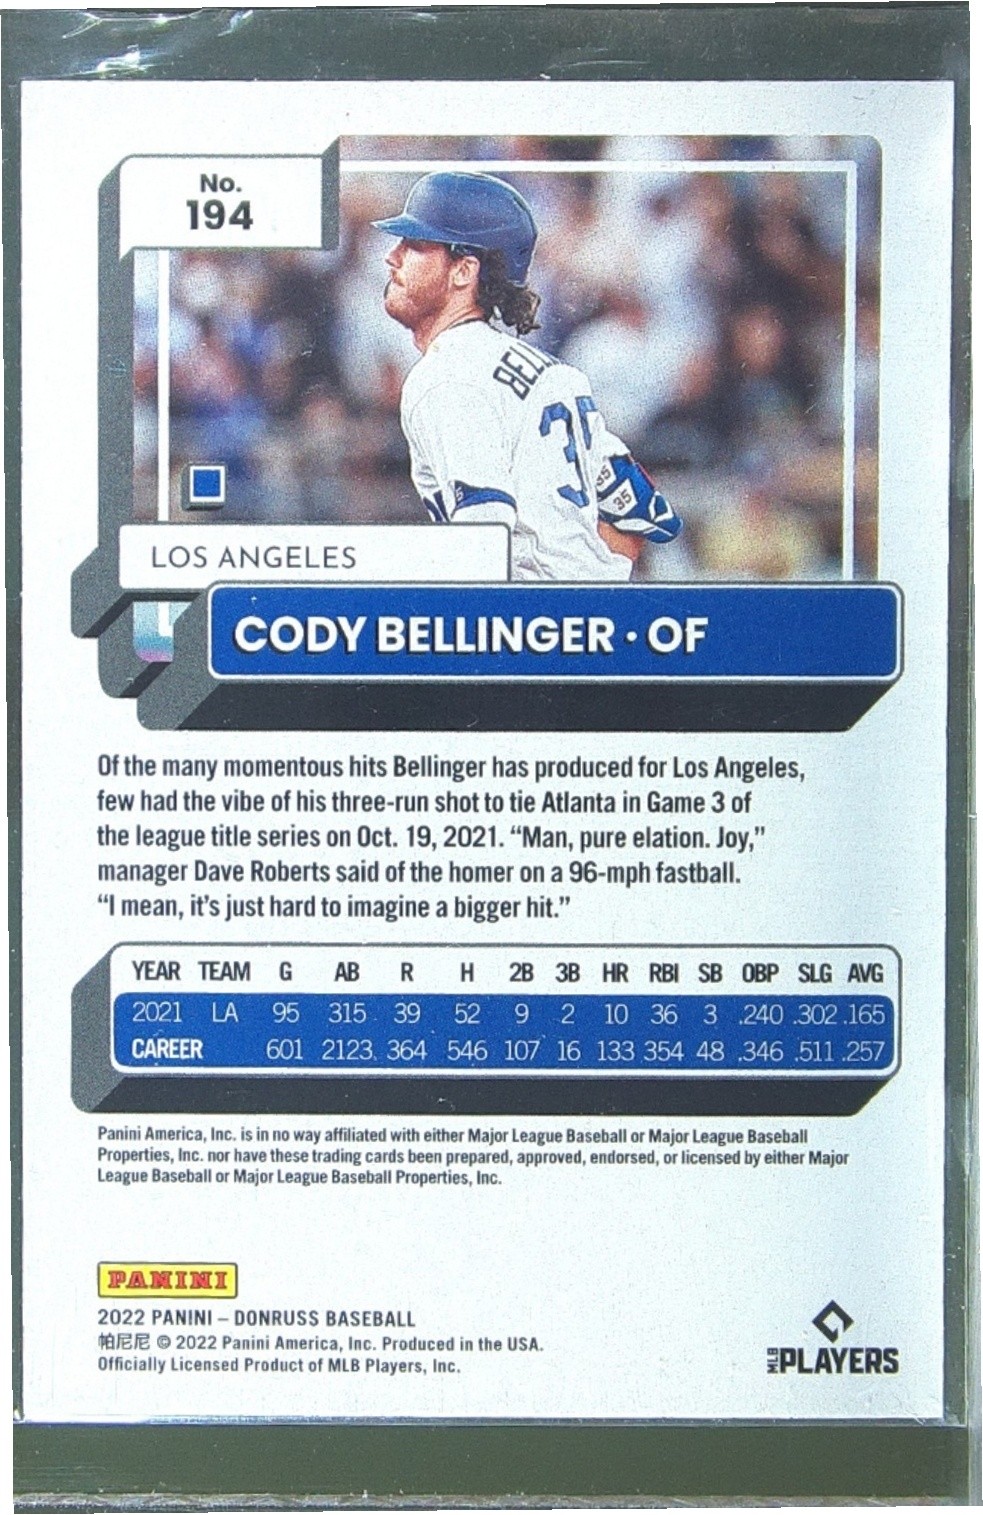 No.
194
BELL
35
35
35
LOS ANGELES
CODY BELLINGER · OF
Of the many momentous hits Bellinger has produced for Los Angeles,
few had the vibe of his three-run shot to tie Atlanta in Game 3 of
the league title series on Oct. 19, 2021. “Man, pure elation. Joy,”
manager Dave Roberts said of the homer on a 96-mph fastball.
“I mean, it’s just hard to imagine a bigger hit.”
YEAR TEAM G AB R H 2B 3B HR RBI SB OBP SLG AVG
2021 LA 95 315 39 52 9 2 10 36 3 .240 .302 .165
CAREER 601 2123 364 546 107 16 133 354 48 .346 .511 .257
Panini America, Inc. is in no way affiliated with either Major League Baseball or Major League Baseball
Properties, Inc. nor have these trading cards been prepared, approved, endorsed, or licensed by either Major
League Baseball or Major League Baseball Properties, Inc.
PANINI
2022 PANINI – DONRUSS BASEBALL
帕尼尼 © 2022 Panini America, Inc. Produced in the USA.
Officially Licensed Product of MLB Players, Inc.
MLB PLAYERS